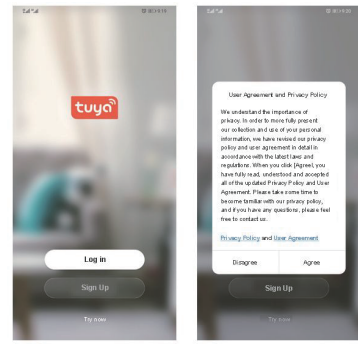 tuya
Log in
Sign Up
Try now
User Agreement and Privacy Policy
We understand the importance of
privacy. In order to more fully present
our collection and use of your personal
information, we have revised our privacy
policy and user agreement in detail in
accordance with the latest laws and
regulations. When you click [Agree], you
have fully read, understood and accepted
all of the updated Privacy Policy and User
Agreement. Please take some time to
become familiar with our privacy policy,
and if you have any questions, please feel
free to contact us.
Privacy Policy and User Agreement
Disagree Agree
Sign Up
Try now